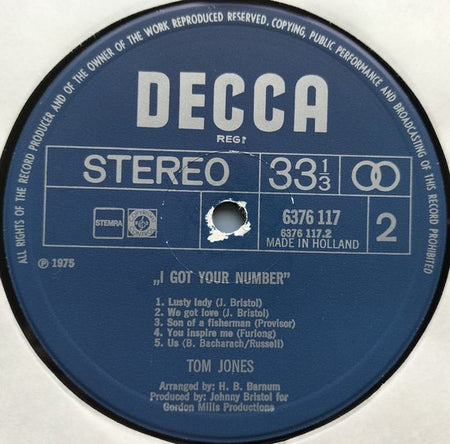 ALL RIGHTS OF THE RECORD PRODUCER AND OF THE OWNER OF THE WORK REPRODUCED RESERVED. COPYING, PUBLIC PERFORMANCE AND BROADCASTING OF THIS RECORD PROHIBITED
DECCA
REGD
STEREO 33 1/3
STEMRA
6376 117
6376 117.2
MADE IN HOLLAND
2
℗ 1975
„I GOT YOUR NUMBER”
1. Lusty lady (J. Bristol)
2. We got love (J. Bristol)
3. Son of a fisherman (Provisor)
4. You inspire me (Furlong)
5. Us (B. Bacharach/Russell)
TOM JONES
Arranged by: H. B. Barnum
Produced by: Johnny Bristol for
Gordon Mills Productions